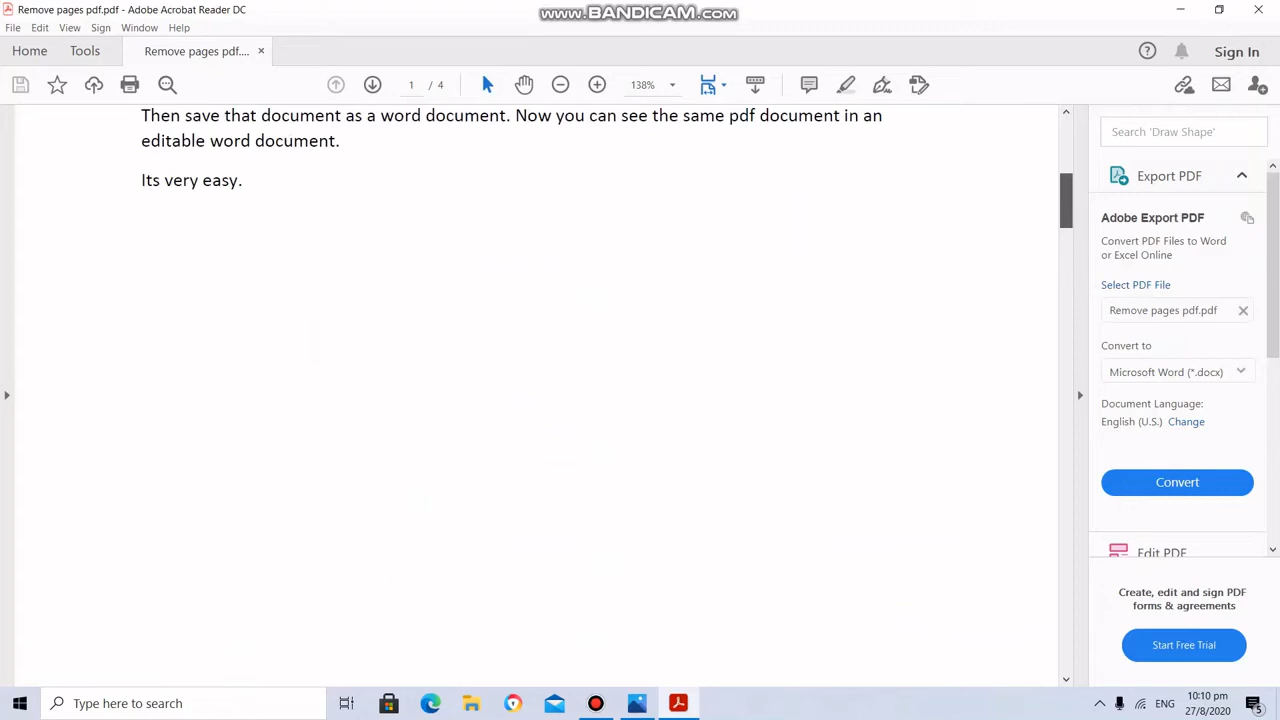 Remove pages pdf.pdf - Adobe Acrobat Reader DC
www.BANDICAM.com
File Edit View Sign Window Help
Home Tools Remove pages pdf.... × Sign In
1 / 4 138%
Then save that document as a word document. Now you can see the same pdf document in an
editable word document.
Its very easy.
Search 'Draw Shape'
Export PDF
Adobe Export PDF
Convert PDF Files to Word
or Excel Online
Select PDF File
Remove pages pdf.pdf
Convert to
Microsoft Word (*.docx)
Document Language:
English (U.S.) Change
Convert
Edit PDF
Create, edit and sign PDF
forms & agreements
Start Free Trial
Type here to search
ENG
10:10 pm
27/8/2020
5